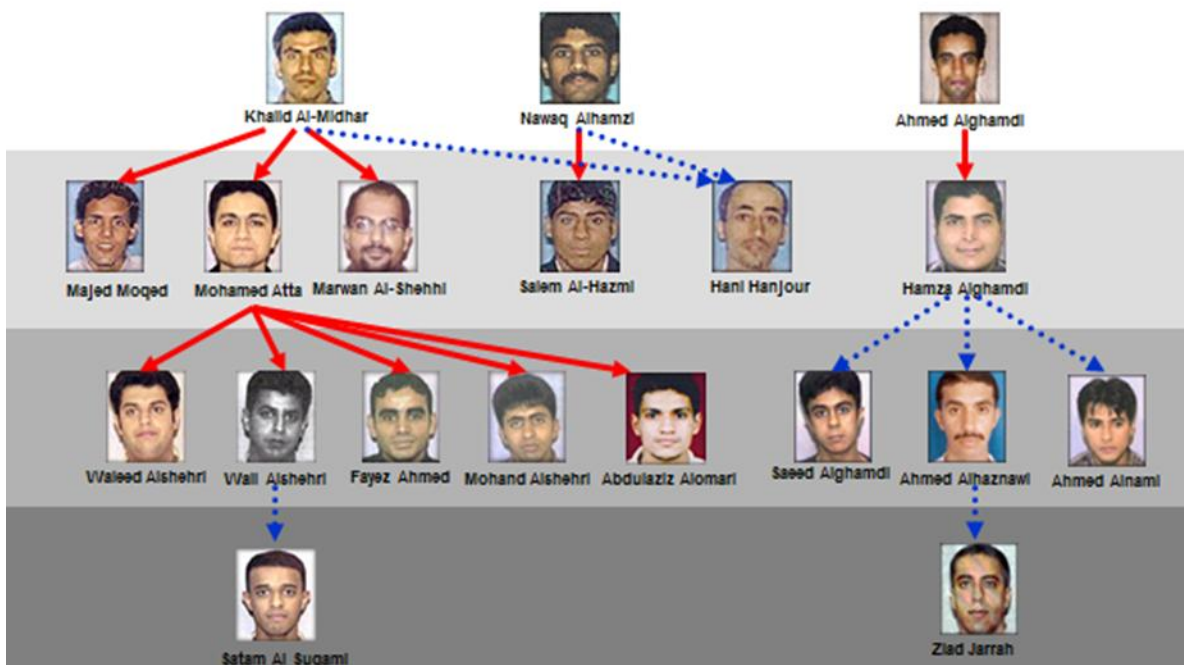 Khalid Al-Midhar
Nawaq Alhamzi
Ahmed Alghamdi
Majed Moqed
Mohamed Atta
Marwan Al-Shehhi
Salem Al-Hazmi
Hani Hanjour
Hamza Alghamdi
Waleed Alshehri
Wail Alshehri
Fayez Ahmed
Mohand Alshehri
Abdulaziz Alomari
Saeed Alghamdi
Ahmed Alhaznawi
Ahmed Alnami
Satam Al Suqami
Ziad Jarrah